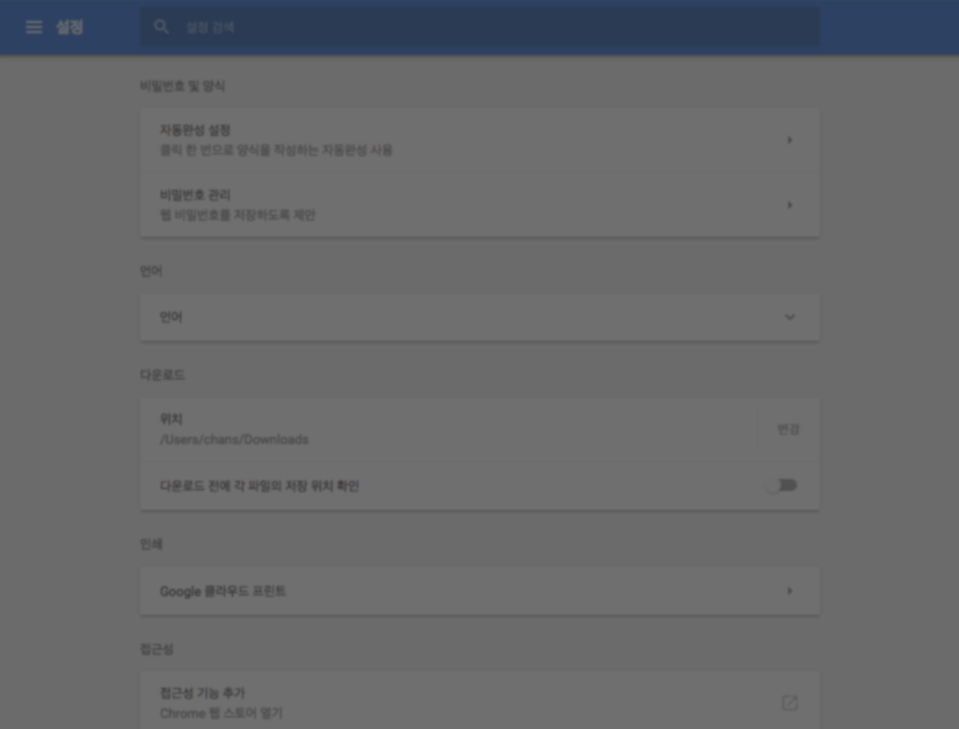 설정
설정 검색
비밀번호 및 양식
자동완성 설정
클릭 한 번으로 양식을 작성하는 자동완성 사용
비밀번호 관리
웹 비밀번호를 저장하도록 제안
언어
언어
다운로드
위치
/Users/chans/Downloads
변경
다운로드 전에 각 파일의 저장 위치 확인
인쇄
Google 클라우드 프린트
접근성
접근성 기능 추가
Chrome 웹 스토어 열기